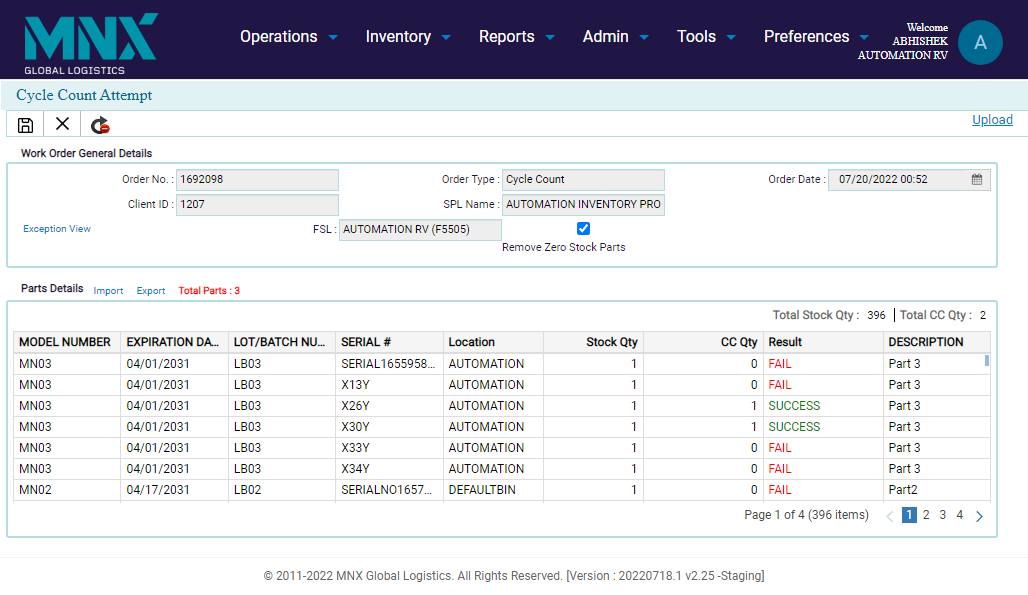 MNX
GLOBAL LOGISTICS
Operations Inventory Reports Admin Tools Preferences
Welcome
ABHISHEK
AUTOMATION RV
A
Cycle Count Attempt
Upload
Work Order General Details
Order No. : 1692098 Order Type : Cycle Count Order Date : 07/20/2022 00:52
Client ID : 1207 SPL Name : AUTOMATION INVENTORY PRO
Exception View FSL : AUTOMATION RV (F5505)
Remove Zero Stock Parts
Parts Details Import Export Total Parts : 3
Total Stock Qty : 396 Total CC Qty : 2
MODEL NUMBER EXPIRATION DA... LOT/BATCH NU... SERIAL # Location Stock Qty CC Qty Result DESCRIPTION
MN03 04/01/2031 LB03 SERIAL1655958... AUTOMATION 1 0 FAIL Part 3
MN03 04/01/2031 LB03 X13Y AUTOMATION 1 0 FAIL Part 3
MN03 04/01/2031 LB03 X26Y AUTOMATION 1 1 SUCCESS Part 3
MN03 04/01/2031 LB03 X30Y AUTOMATION 1 1 SUCCESS Part 3
MN03 04/01/2031 LB03 X33Y AUTOMATION 1 0 FAIL Part 3
MN03 04/01/2031 LB03 X34Y AUTOMATION 1 0 FAIL Part 3
MN02 04/17/2031 LB02 SERIALNO1657... DEFAULTBIN 1 0 FAIL Part2
Page 1 of 4 (396 items) 1 2 3 4
© 2011-2022 MNX Global Logistics. All Rights Reserved. [Version : 20220718.1 v2.25 -Staging]